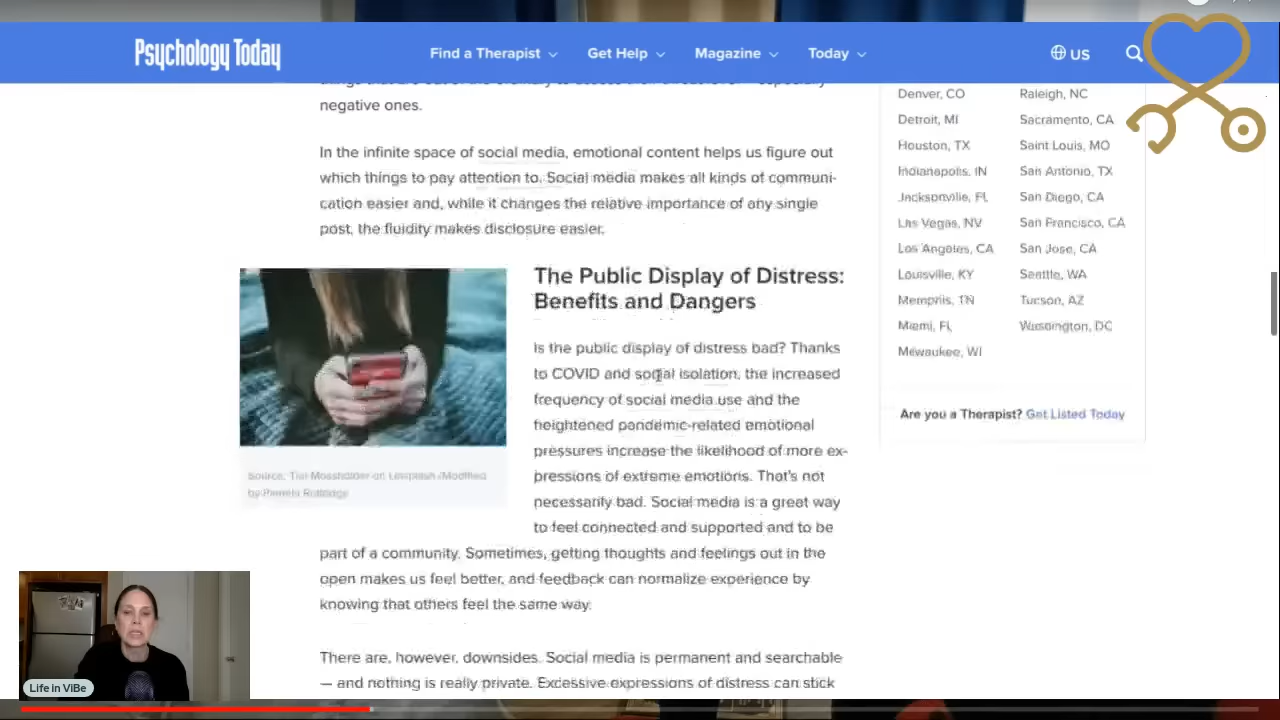 Psychology Today
Find a Therapist
Get Help
Magazine
Today
US
negative ones.
In the infinite space of social media, emotional content helps us figure out
which things to pay attention to. Social media makes all kinds of communi-
cation easier and, while it changes the relative importance of any single
post, the fluidity makes disclosure easier.
The Public Display of Distress:
Benefits and Dangers
Is the public display of distress bad? Thanks
to COVID and social isolation, the increased
frequency of social media use and the
heightened pandemic-related emotional
pressures increase the likelihood of more ex-
pressions of extreme emotions. That's not
necessarily bad. Social media is a great way
to feel connected and supported and to be
part of a community. Sometimes, getting thoughts and feelings out in the
open makes us feel better, and feedback can normalize experience by
knowing that others feel the same way.
There are, however, downsides. Social media is permanent and searchable
— and nothing is really private. Excessive expressions of distress can stick
Source: Tim Mossholder on Unsplash /Modified
by Pamela Rutledge
Denver, CO
Detroit, MI
Houston, TX
Indianapolis, IN
Jacksonville, FL
Las Vegas, NV
Los Angeles, CA
Louisville, KY
Memphis, TN
Miami, FL
Milwaukee, WI
Raleigh, NC
Sacramento, CA
Saint Louis, MO
San Antonio, TX
San Diego, CA
San Francisco, CA
San Jose, CA
Seattle, WA
Tucson, AZ
Washington, DC
Are you a Therapist? Get Listed Today
Life in ViBe